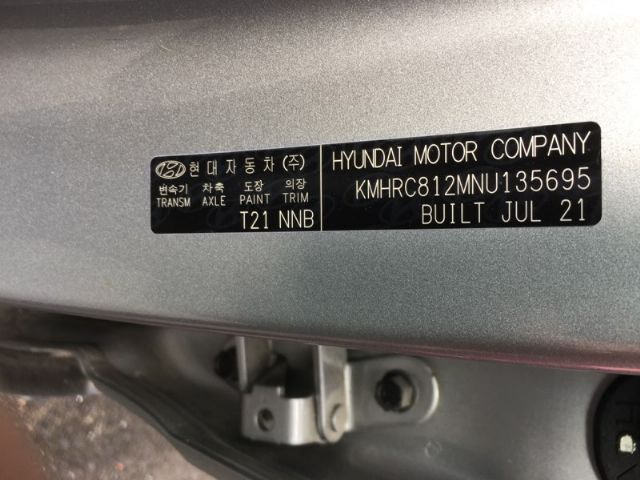 현대자동차(주)
변속기 차축 도장 의장
TRANSM AXLE PAINT TRIM
T21 NNB
HYUNDAI MOTOR COMPANY
KMHRC812MNU135695
BUILT JUL 21